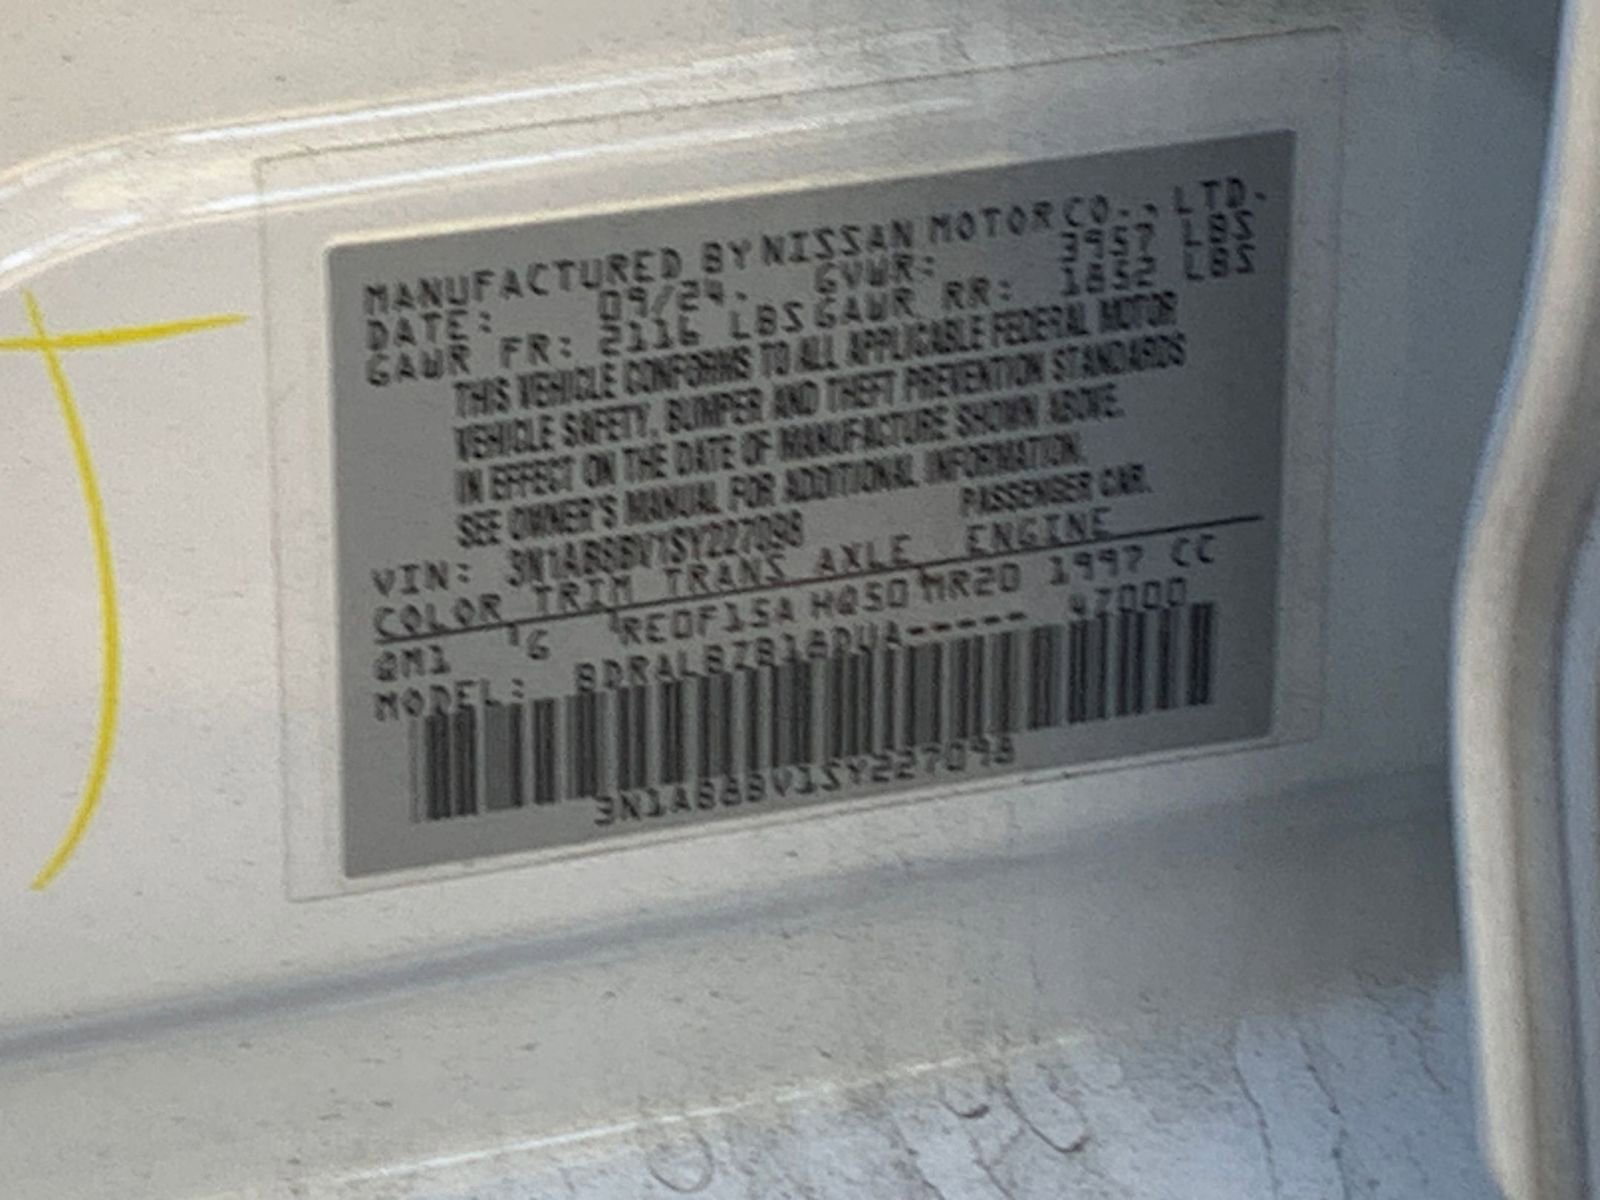 MANUFACTURED BY NISSAN MOTOR CO., LTD.
DATE: 09/24. GVWR: 3957 LBS
GAWR FR: 2116 LBS GAWR RR: 1852 LBS
THIS VEHICLE CONFORMS TO ALL APPLICABLE FEDERAL MOTOR
VEHICLE SAFETY, BUMPER AND THEFT PREVENTION STANDARDS
IN EFFECT ON THE DATE OF MANUFACTURE SHOWN ABOVE.
SEE OWNER'S MANUAL FOR ADDITIONAL INFORMATION.
VIN: 3N1AB8BV1SY227098 PASSENGER CAR.
COLOR TRIM TRANS AXLE ENGINE
QM1 G RE0F15A HQ50 MR20 1997 CC
MODEL: BDRALBZB18DUA----- 47000
3N1AB8BV1SY227098